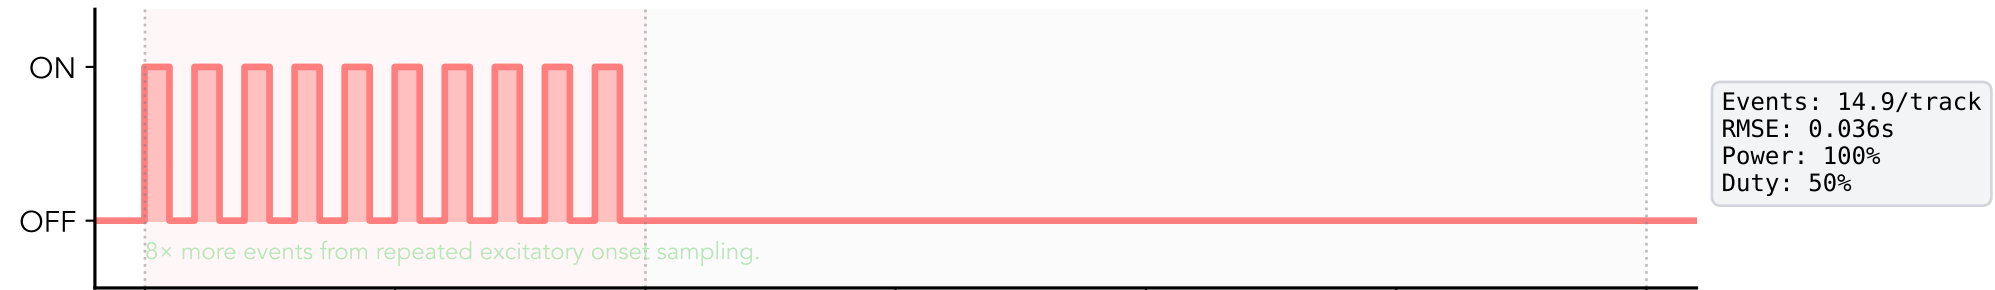 ON
OFF
8× more events from repeated excitatory onset sampling.
Events: 14.9/track
RMSE: 0.036s
Power: 100%
Duty: 50%